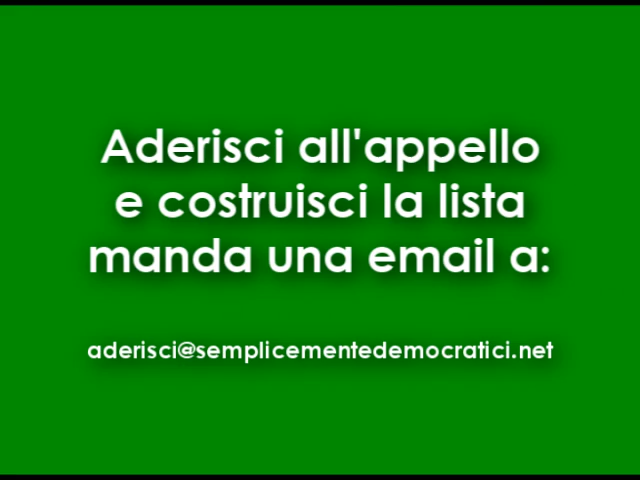 Aderisci all'appello
e costruisci la lista
manda una email a:
aderisci@semplicementedemocratici.net